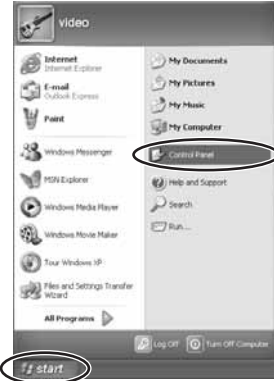 video
Internet
Internet Explorer
E-mail
Outlook Express
Paint
Windows Messenger
MSN Explorer
Windows Media Player
Windows Movie Maker
Tour Windows XP
Files and Settings Transfer
Wizard
All Programs
My Documents
My Pictures
My Music
My Computer
Control Panel
Help and Support
Search
Run...
Log Off
Turn Off Computer
start